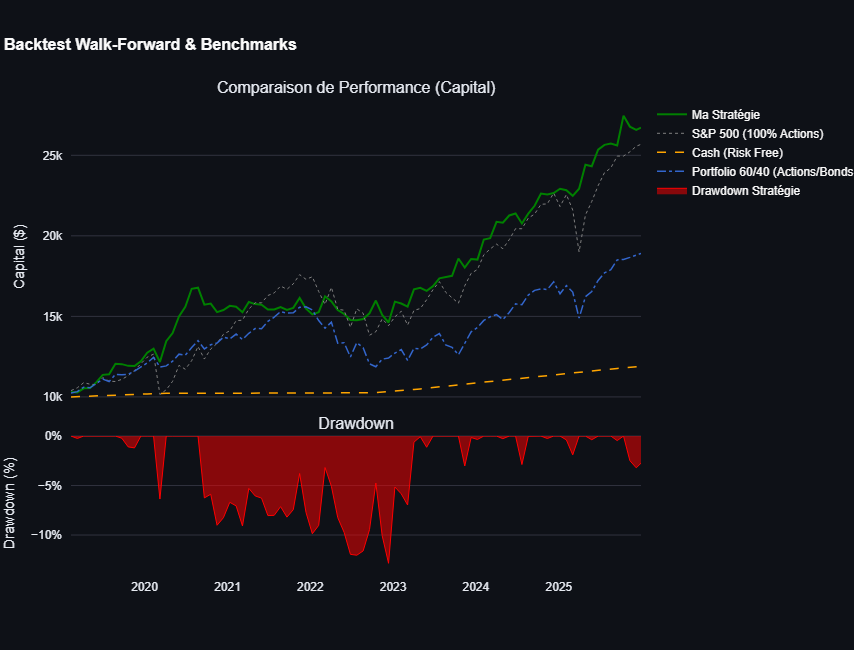 Backtest Walk-Forward & Benchmarks
Comparaison de Performance (Capital)
Ma Stratégie
S&P 500 (100% Actions)
Cash (Risk Free)
Portfolio 60/40 (Actions/Bonds
Drawdown Stratégie
Capital ($)
25k
20k
15k
10k
Drawdown
Drawdown (%)
0%
−5%
−10%
2020 2021 2022 2023 2024 2025